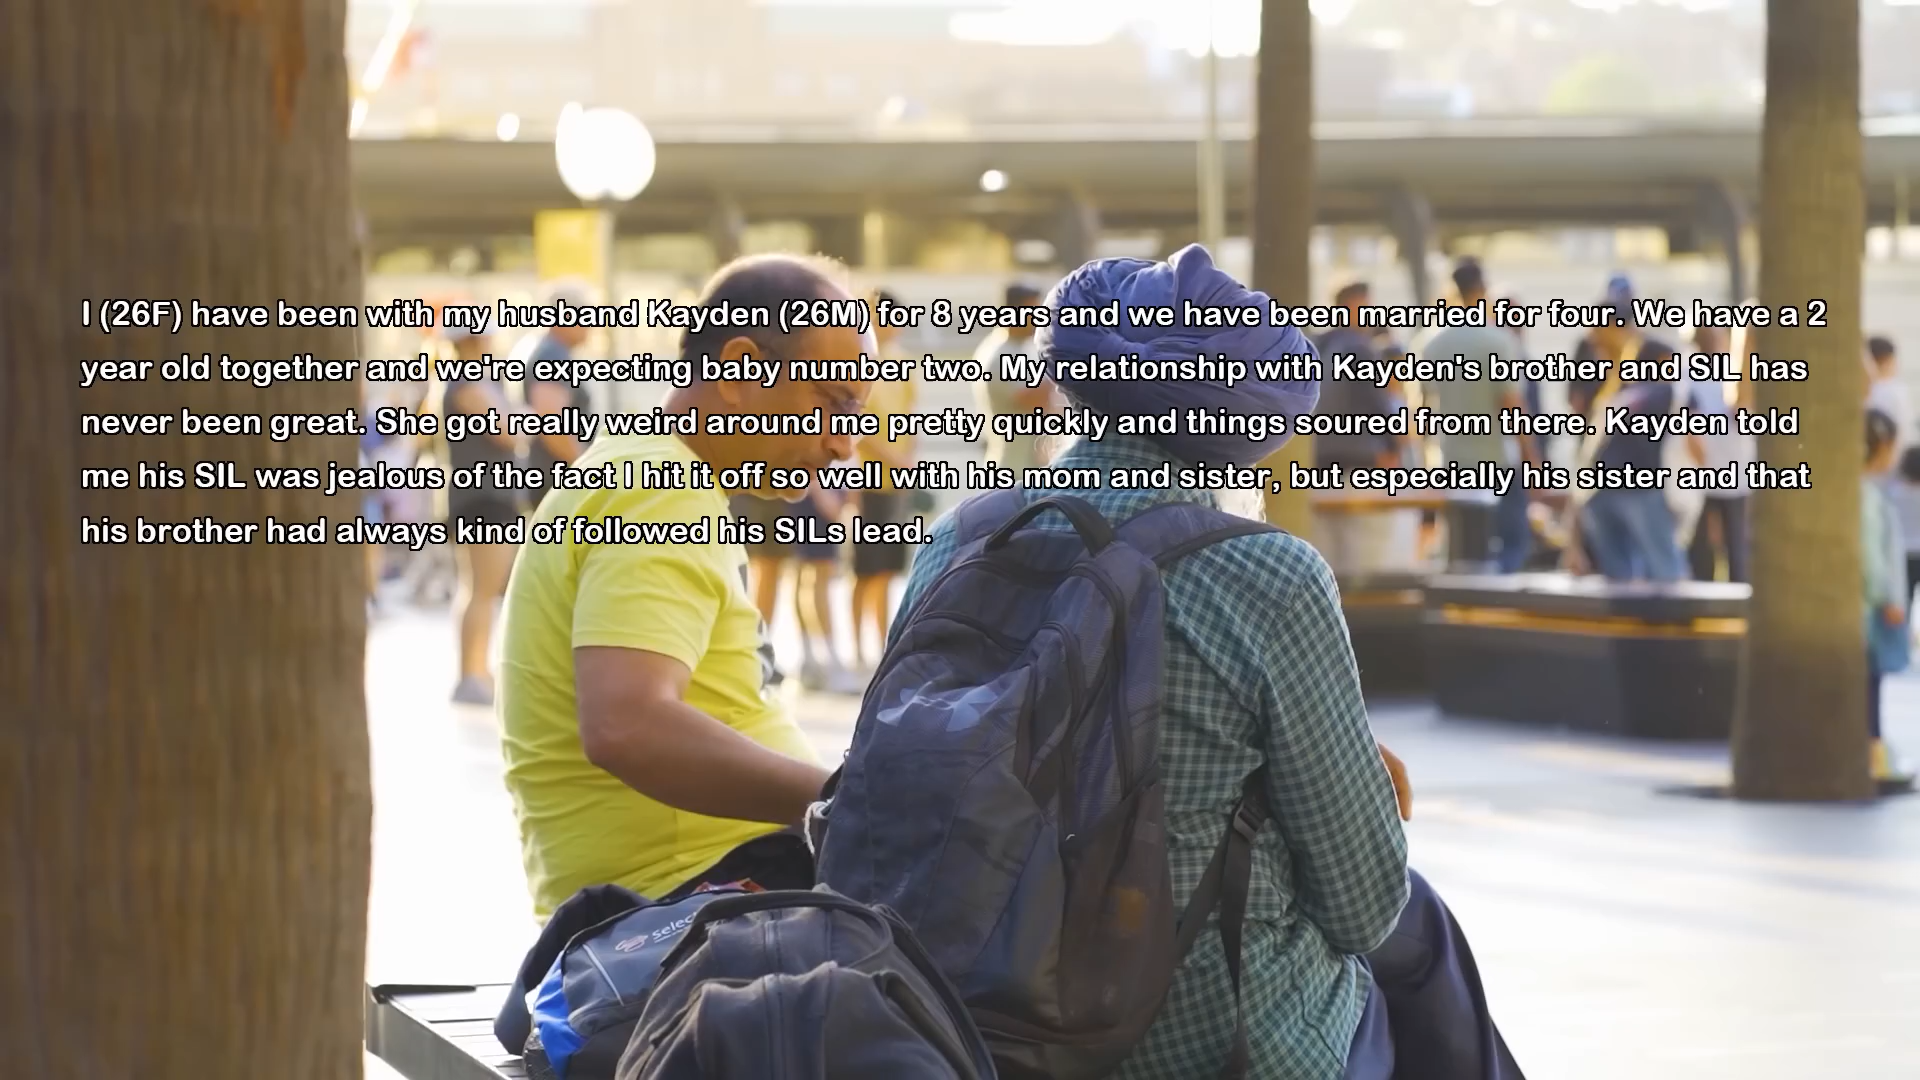 I (26F) have been with my husband Kayden (26M) for 8 years and we have been married for four. We have a 2
year old together and we're expecting baby number two. My relationship with Kayden's brother and SIL has
never been great. She got really weird around me pretty quickly and things soured from there. Kayden told
me his SIL was jealous of the fact I hit it off so well with his mom and sister, but especially his sister and that
his brother had always kind of followed his SILs lead.
select